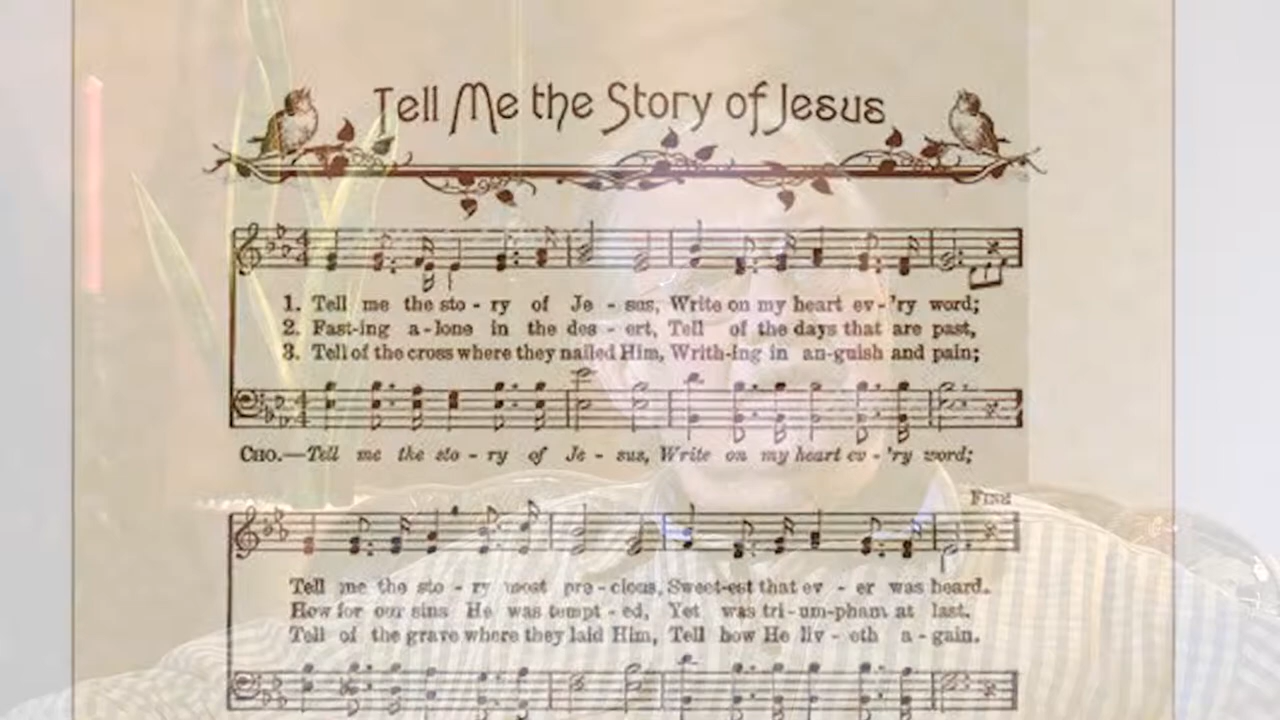 Tell Me the Story of Jesus
1. Tell me the sto - ry of Je - sus, Write on my heart ev - 'ry word;
2. Fast-ing a-lone in the des - ert, Tell of the days that are past,
3. Tell of the cross where they nailed Him, Writh-ing in an-guish and pain;
CHO.—Tell me the sto - ry of Je - sus, Write on my heart ev - 'ry word;
FINE
Tell me the sto - ry most pre - cious, Sweet-est that ev - er was heard.
How for our sins He was tempt - ed, Yet was tri - um-phant at last.
Tell of the grave where they laid Him, Tell how He liv - eth a - gain.